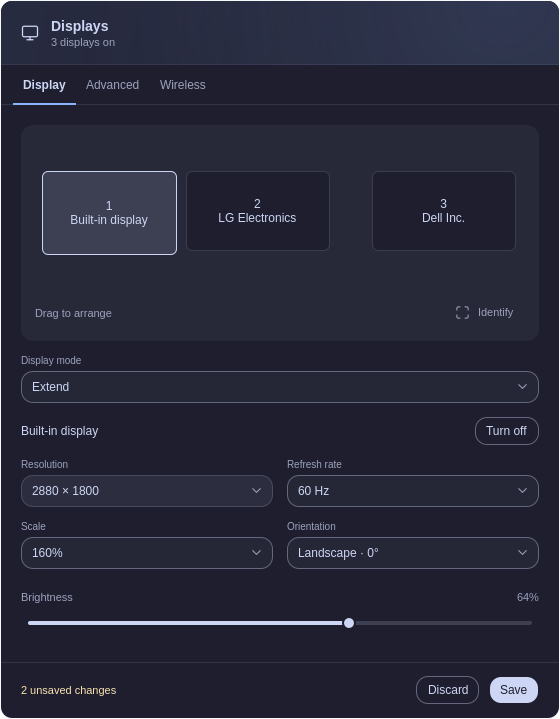 Displays
3 displays on
Display Advanced Wireless
1
Built-in display
2
LG Electronics
3
Dell Inc.
Drag to arrange
Identify
Display mode
Extend
Built-in display
Turn off
Resolution
Refresh rate
2880 × 1800
60 Hz
Scale
Orientation
160%
Landscape · 0°
Brightness
64%
2 unsaved changes
Discard
Save